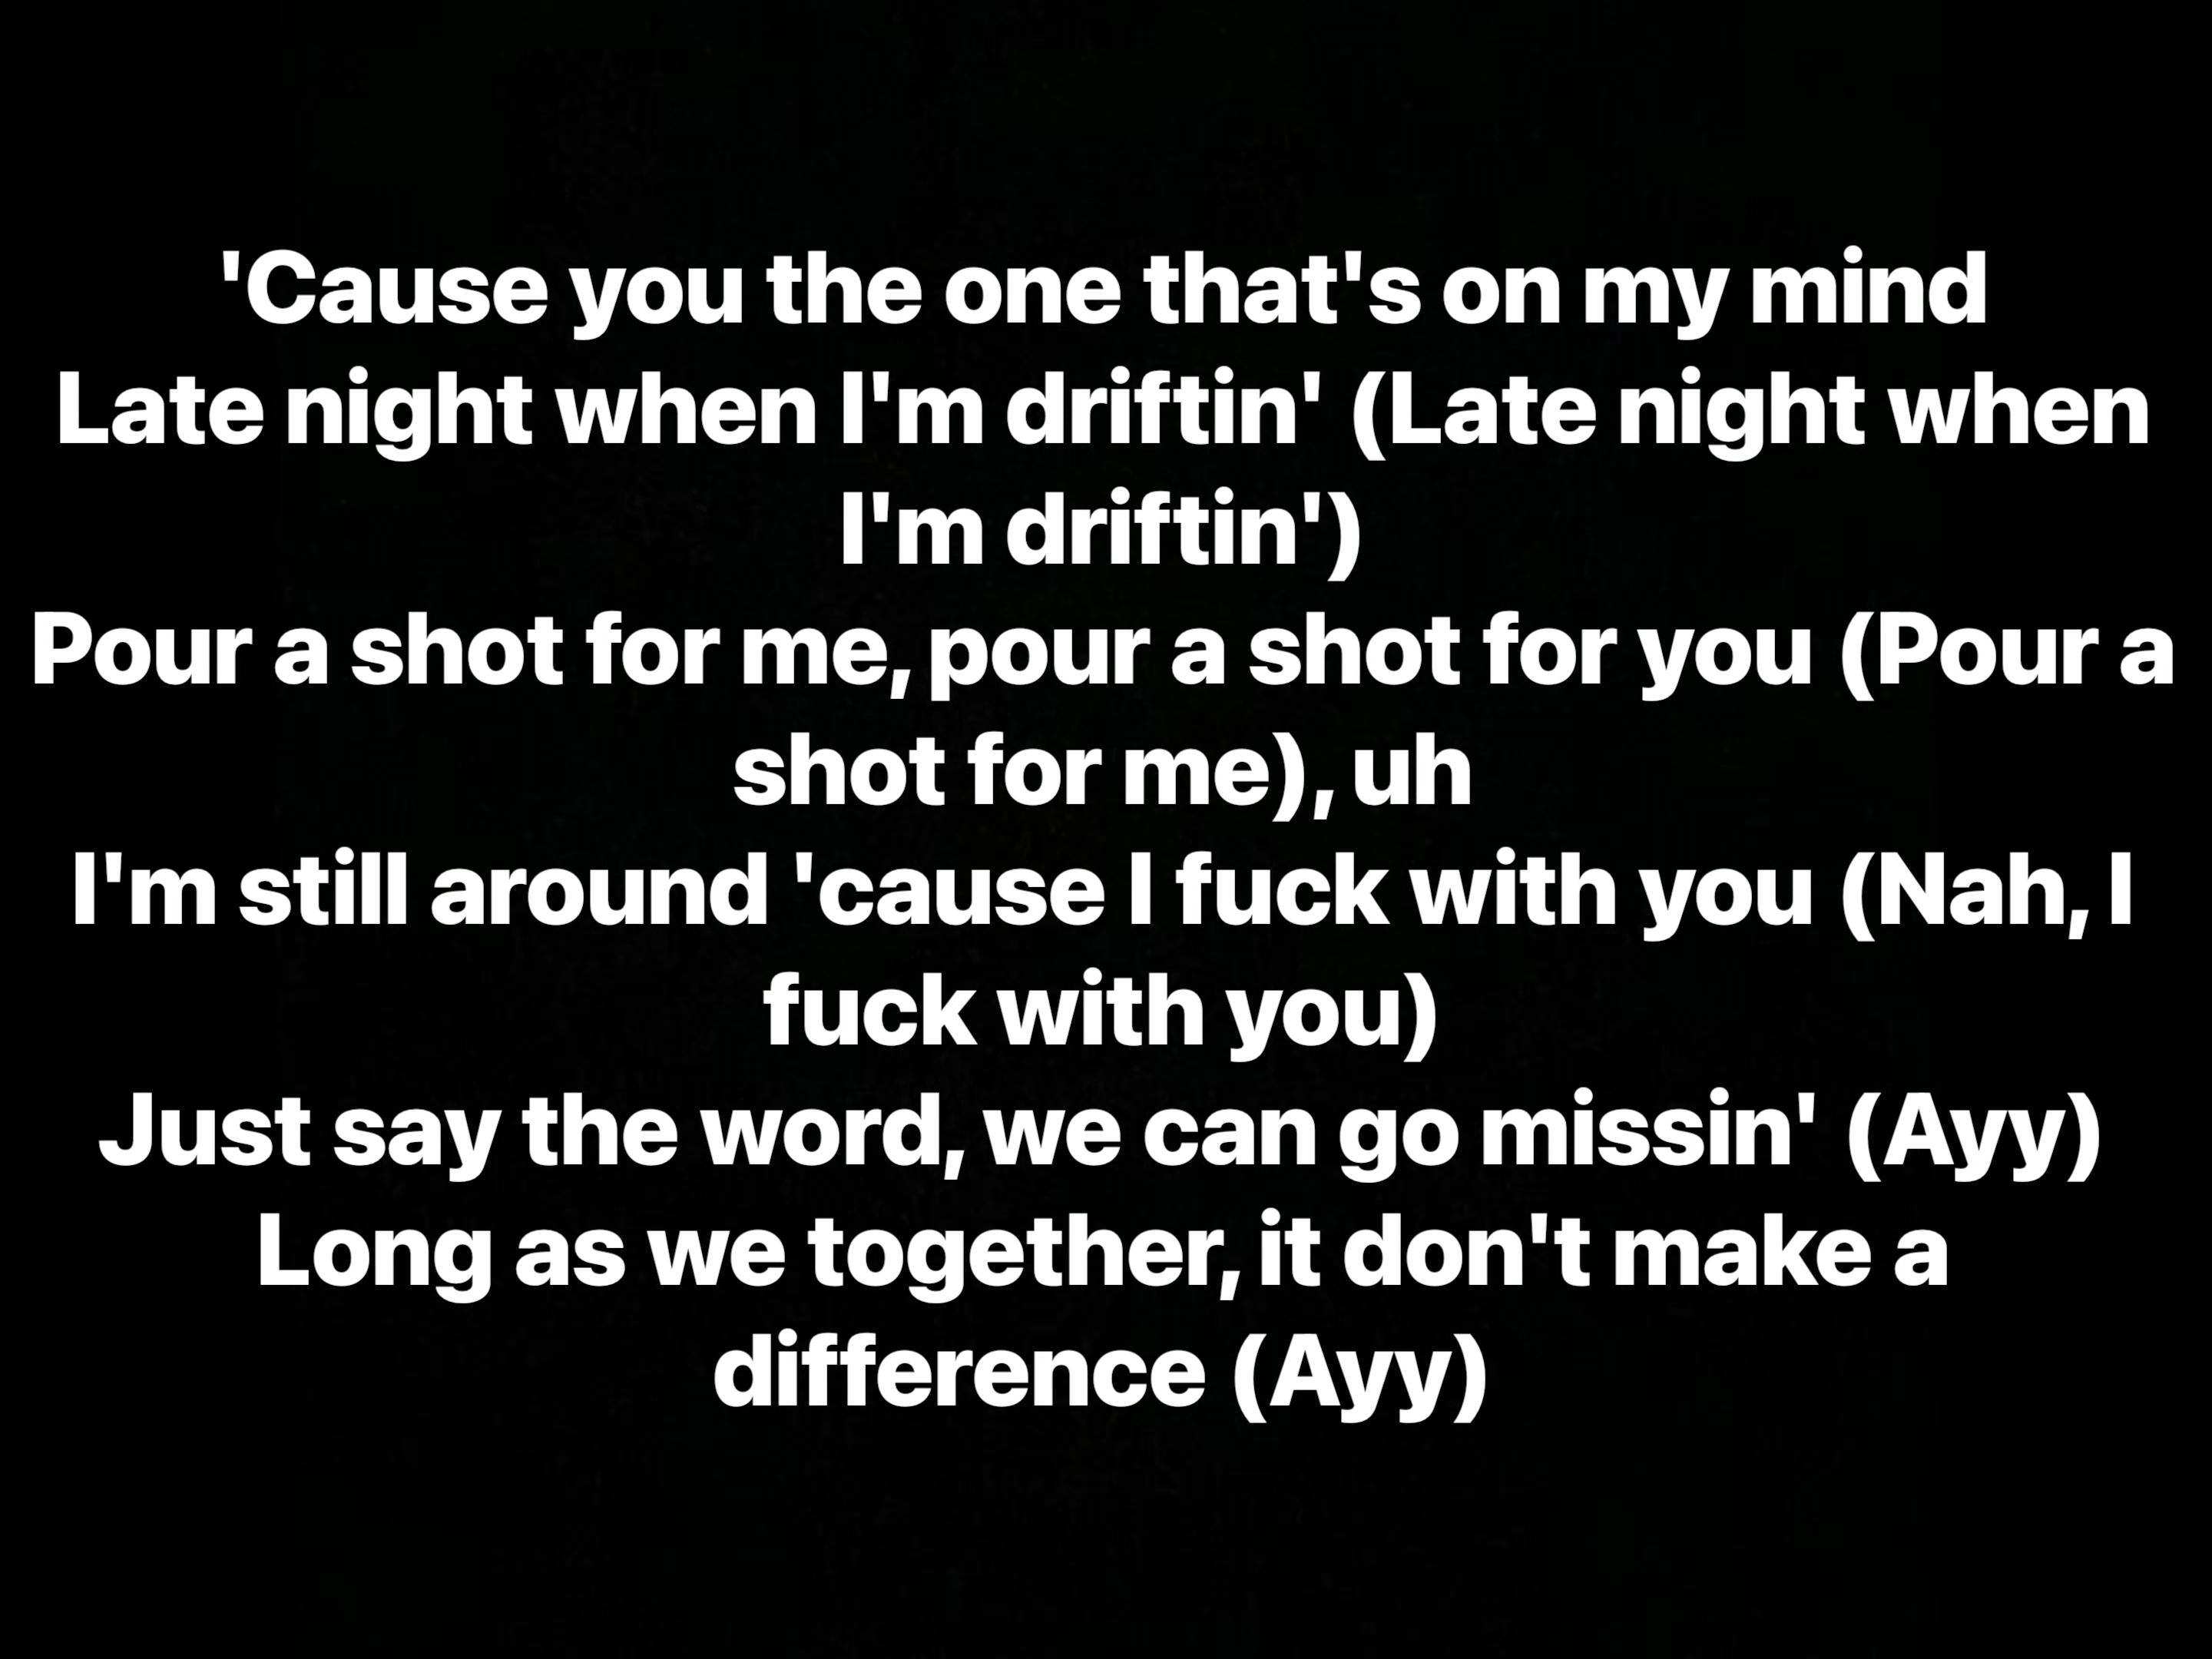 'Cause you the one that's on my mind
Late night when I'm driftin' (Late night when
I'm driftin')
Pour a shot for me, pour a shot for you (Pour a
shot for me), uh
I'm still around 'cause I fuck with you (Nah, I
fuck with you)
Just say the word, we can go missin' (Ayy)
Long as we together, it don't make a
difference (Ayy)